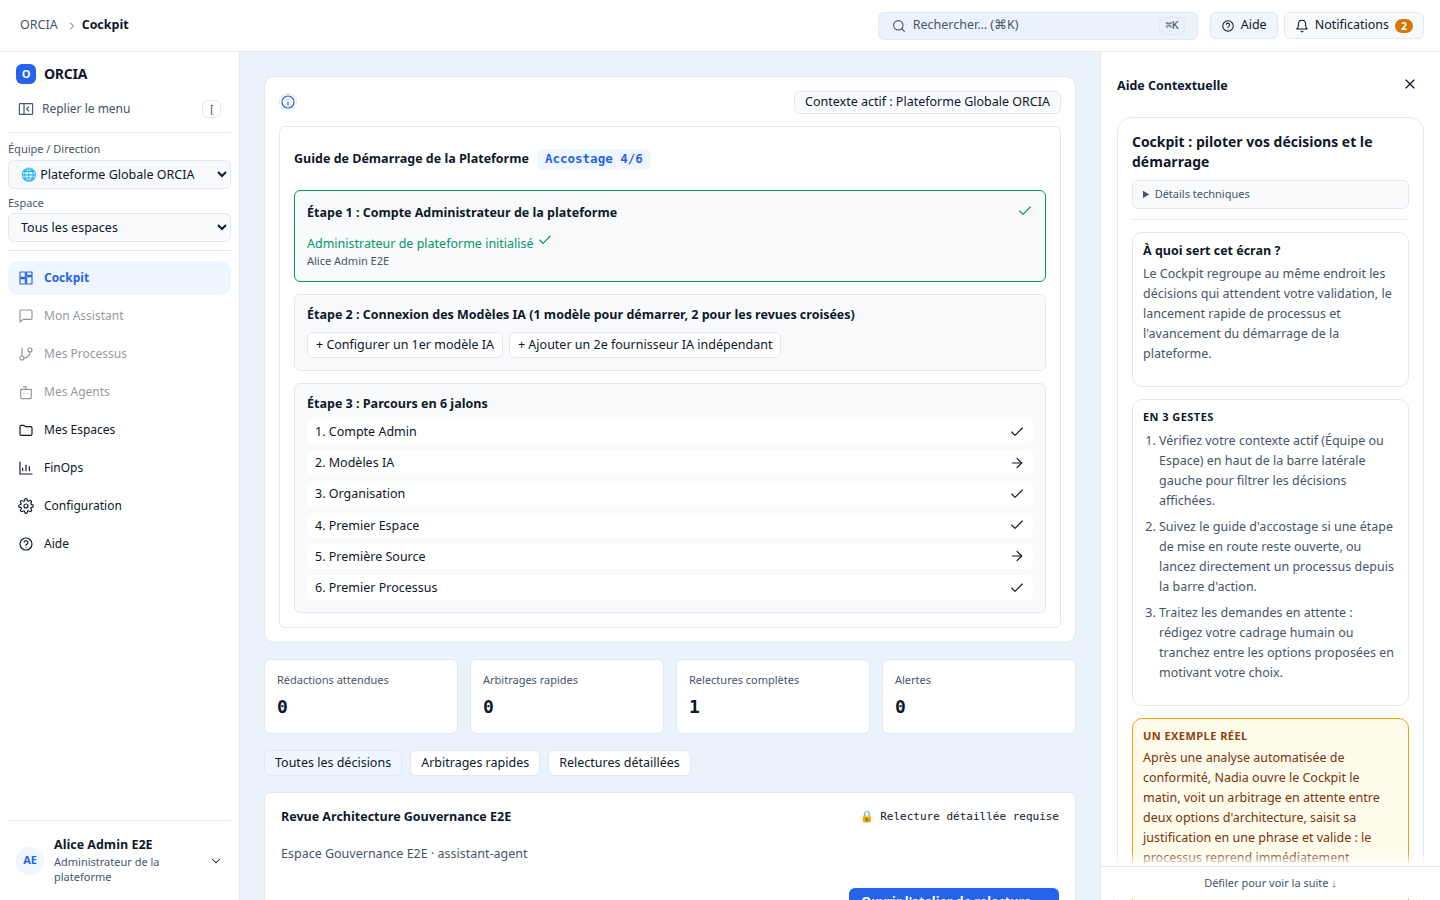 ORCIA > Cockpit
Rechercher... (⌘K)
⌘K
Aide
Notifications 2
O ORCIA
Replier le menu [
Équipe / Direction
🌐 Plateforme Globale ORCIA
Espace
Tous les espaces
Cockpit
Mon Assistant
Mes Processus
Mes Agents
Mes Espaces
FinOps
Configuration
Aide
AE
Alice Admin E2E
Administrateur de la
plateforme
Contexte actif : Plateforme Globale ORCIA
Guide de Démarrage de la Plateforme Accostage 4/6
Étape 1 : Compte Administrateur de la plateforme ✓
Administrateur de plateforme initialisé ✓
Alice Admin E2E
Étape 2 : Connexion des Modèles IA (1 modèle pour démarrer, 2 pour les revues croisées)
+ Configurer un 1er modèle IA
+ Ajouter un 2e fournisseur IA indépendant
Étape 3 : Parcours en 6 jalons
1. Compte Admin ✓
2. Modèles IA →
3. Organisation ✓
4. Premier Espace ✓
5. Première Source →
6. Premier Processus ✓
Rédactions attendues
0
Arbitrages rapides
0
Relectures complètes
1
Alertes
0
Toutes les décisions
Arbitrages rapides
Relectures détaillées
Revue Architecture Gouvernance E2E
🔒 Relecture détaillée requise
Espace Gouvernance E2E · assistant-agent
Ouvrir l'atelier de relecture
Aide Contextuelle
Cockpit : piloter vos décisions et le
démarrage
▶ Détails techniques
À quoi sert cet écran ?
Le Cockpit regroupe au même endroit les
décisions qui attendent votre validation, le
lancement rapide de processus et
l'avancement du démarrage de la
plateforme.
EN 3 GESTES
1. Vérifiez votre contexte actif (Équipe ou
Espace) en haut de la barre latérale
gauche pour filtrer les décisions
affichées.
2. Suivez le guide d'accostage si une étape
de mise en route reste ouverte, ou
lancez directement un processus depuis
la barre d'action.
3. Traitez les demandes en attente :
rédigez votre cadrage humain ou
tranchez entre les options proposées en
motivant votre choix.
UN EXEMPLE RÉEL
Après une analyse automatisée de
conformité, Nadia ouvre le Cockpit le
matin, voit un arbitrage en attente entre
deux options d'architecture, saisit sa
justification en une phrase et valide : le
processus reprend immédiatement
Défiler pour voir la suite ↓